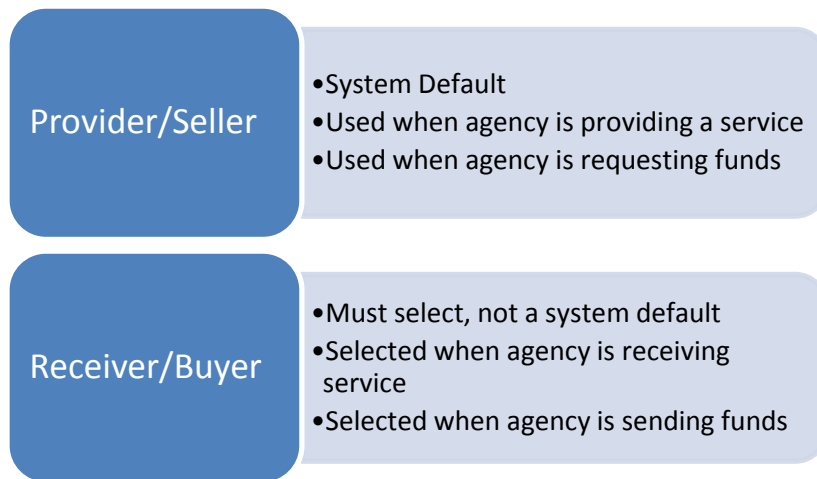 Provider/Seller
•System Default
•Used when agency is providing a service
•Used when agency is requesting funds
Receiver/Buyer
•Must select, not a system default
•Selected when agency is receiving
service
•Selected when agency is sending funds